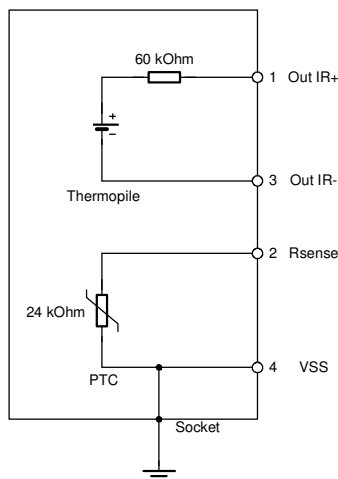 60 kOhm
1 Out IR+
+
−
3 Out IR-
Thermopile
2 Rsense
24 kOhm
PTC
4 VSS
Socket